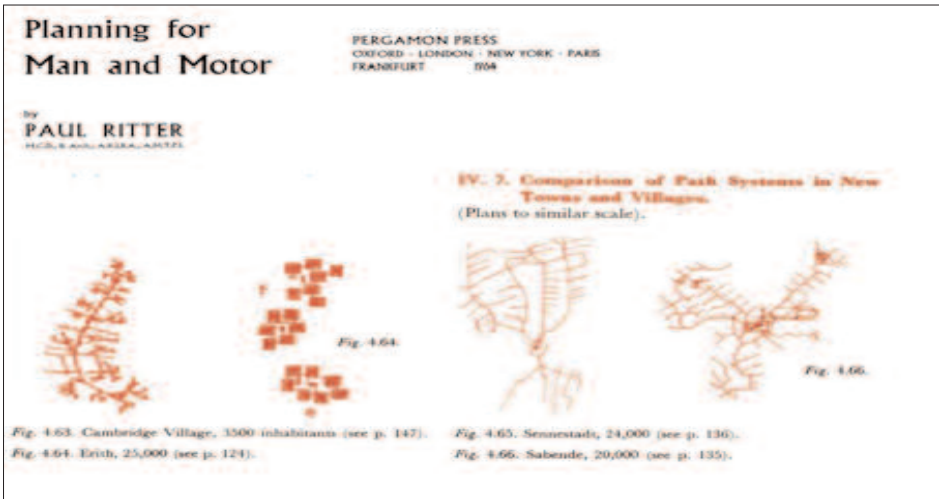 Planning for
Man and Motor
PERGAMON PRESS
OXFORD · LONDON · NEW YORK · PARIS
FRANKFURT 1964
by
PAUL RITTER
IV. 7. Comparison of Path Systems in New
Towns and Villages.
(Plans to similar scale).
Fig. 4.64.
Fig. 4.66.
Fig. 4.63. Cambridge Village, 3500 inhabitants (see p. 147).
Fig. 4.64. Erith, 25,000 (see p. 124).
Fig. 4.65. Sennestads, 24,000 (see p. 136).
Fig. 4.66. Sabende, 20,000 (see p. 135).